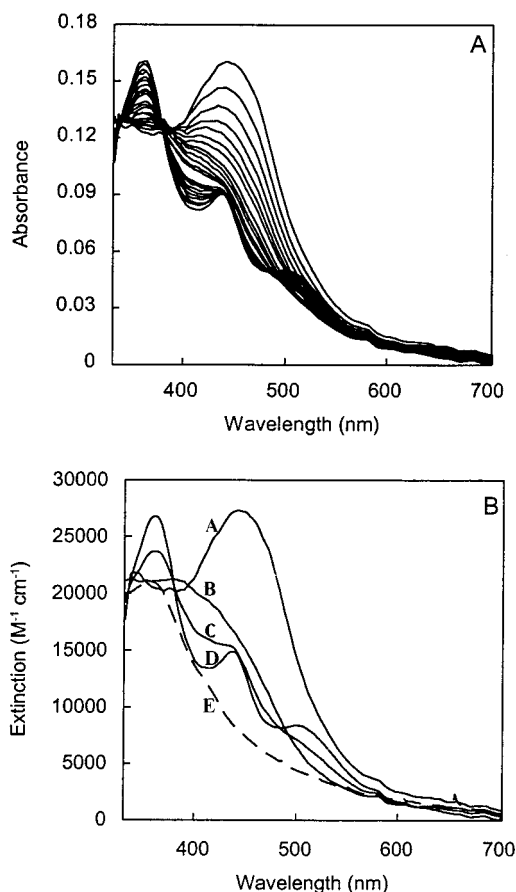 A
0.18
0.15
0.12
0.09
0.06
0.03
0
Absorbance
400 500 600 700
Wavelength (nm)
B
30000
25000
20000
15000
10000
5000
0
Extinction (M⁻¹ cm⁻¹)
A
B
C
D
E
400 500 600 700
Wavelength (nm)